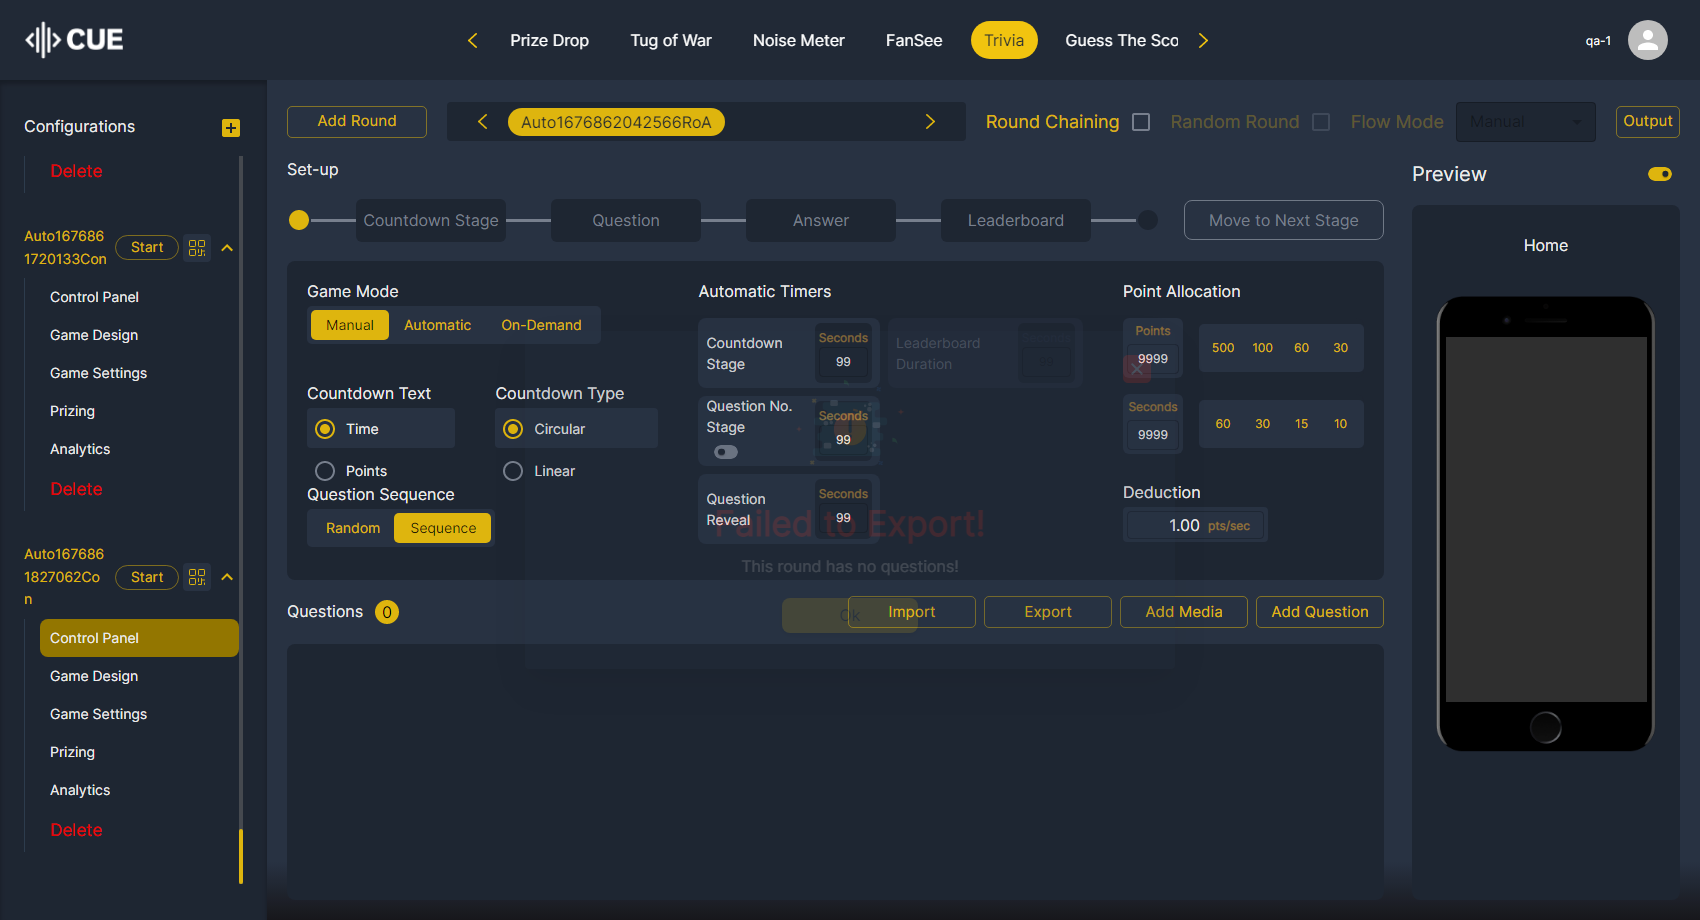 CUE
Prize Drop
Tug of War
Noise Meter
FanSee
Trivia
Guess The Sco
qa-1
Configurations
Delete
Auto167686
1720133Con
Start
Control Panel
Game Design
Game Settings
Prizing
Analytics
Delete
Auto167686
1827062Co
n
Start
Control Panel
Game Design
Game Settings
Prizing
Analytics
Delete
Add Round
Auto1676862042566RoA
Round Chaining
Random Round
Flow Mode
Manual
Output
Set-up
Countdown Stage
Question
Answer
Leaderboard
Move to Next Stage
Game Mode
Manual
Automatic
On-Demand
Countdown Text
Time
Points
Countdown Type
Circular
Linear
Question Sequence
Random
Sequence
Automatic Timers
Countdown
Stage
Seconds
99
Leaderboard
Duration
Question No.
Stage
Seconds
99
Question
Reveal
Seconds
99
Point Allocation
Points
9999
500
100
60
30
Seconds
9999
60
30
15
10
Deduction
1.00 pts/sec
Failed to Export!
This round has no questions!
Ok
Questions
0
Import
Export
Add Media
Add Question
Preview
Home